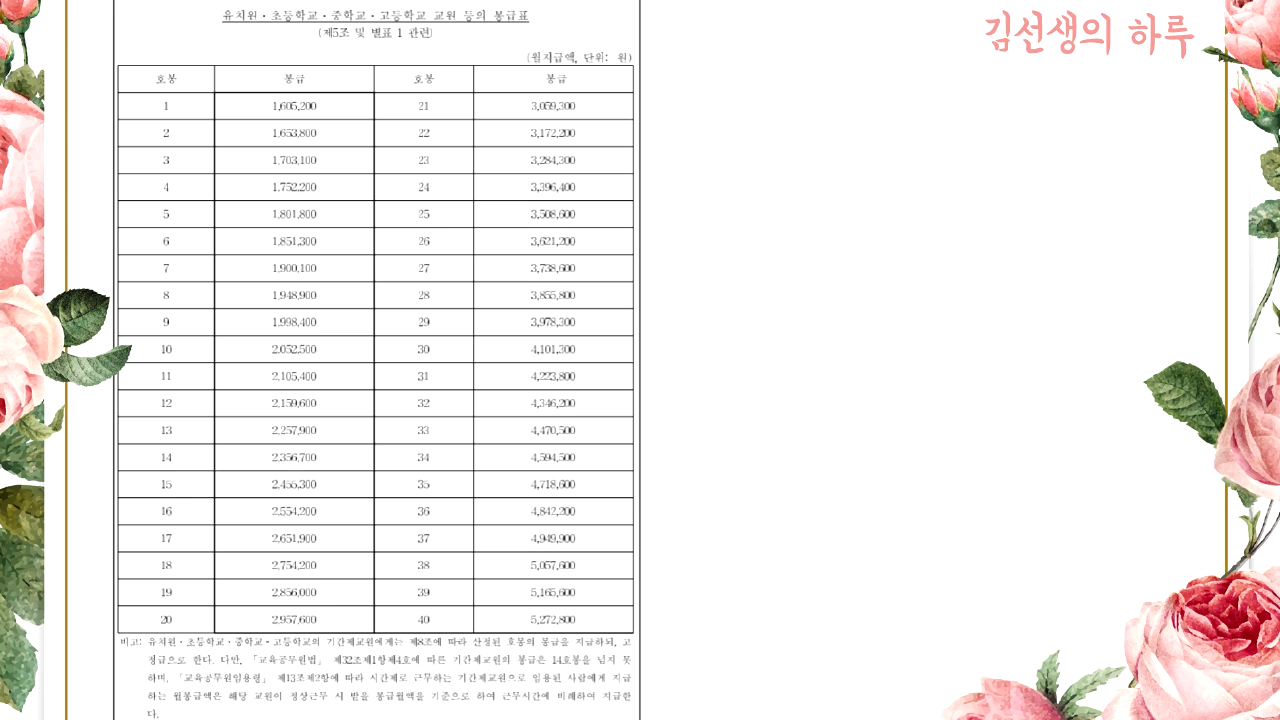 유치원·초등학교·중학교·고등학교 교원 등의 봉급표
(제5조 및 별표 1 관련)
김선생의 하루
(월지급액, 단위: 원)
호봉 봉급 호봉 봉급
1 1,605,200 21 3,059,300
2 1,653,800 22 3,172,200
3 1,703,100 23 3,284,300
4 1,752,200 24 3,396,400
5 1,801,800 25 3,508,600
6 1,851,300 26 3,621,200
7 1,900,100 27 3,738,600
8 1,948,900 28 3,855,800
9 1,998,400 29 3,978,300
10 2,052,500 30 4,101,300
11 2,105,400 31 4,223,800
12 2,159,600 32 4,346,200
13 2,257,900 33 4,470,500
14 2,356,700 34 4,594,500
15 2,455,300 35 4,718,600
16 2,554,200 36 4,842,200
17 2,651,900 37 4,949,900
18 2,754,200 38 5,057,600
19 2,856,000 39 5,165,600
20 2,957,600 40 5,272,800
비고: 유치원·초등학교·중학교·고등학교의 기간제교원에게는 제8조에 따라 산정된 호봉의 봉급을 지급하되, 고
정급으로 한다. 다만, 「교육공무원법」 제32조제1항제4호에 따른 기간제교원의 봉급은 14호봉을 넘지 못
하며, 「교육공무원임용령」 제13조제2항에 따라 시간제로 근무하는 기간제교원으로 임용된 사람에게 지급
하는 월봉급액은 해당 교원이 정상근무 시 받을 봉급월액을 기준으로 하여 근무시간에 비례하여 지급한
다.